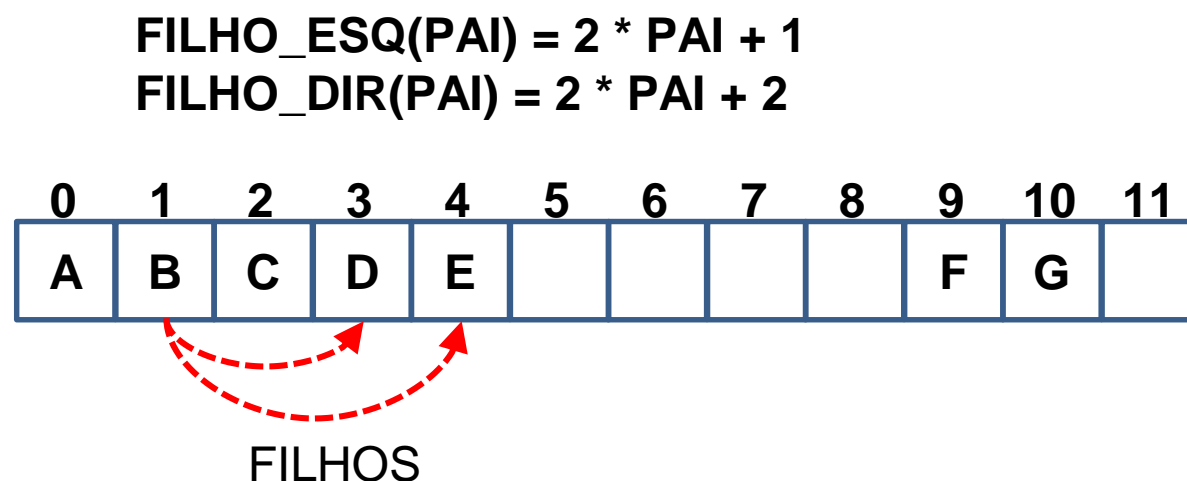 FILHO_ESQ(PAI) = 2 * PAI + 1
FILHO_DIR(PAI) = 2 * PAI + 2
0 1 2 3 4 5 6 7 8 9 10 11
A B C D E F G
FILHOS